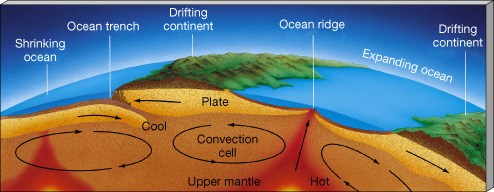 Drifting
continent
Ocean trench
Ocean ridge
Drifting
continent
Shrinking
ocean
Expanding ocean
Plate
Cool
Convection
cell
Upper mantle
Hot